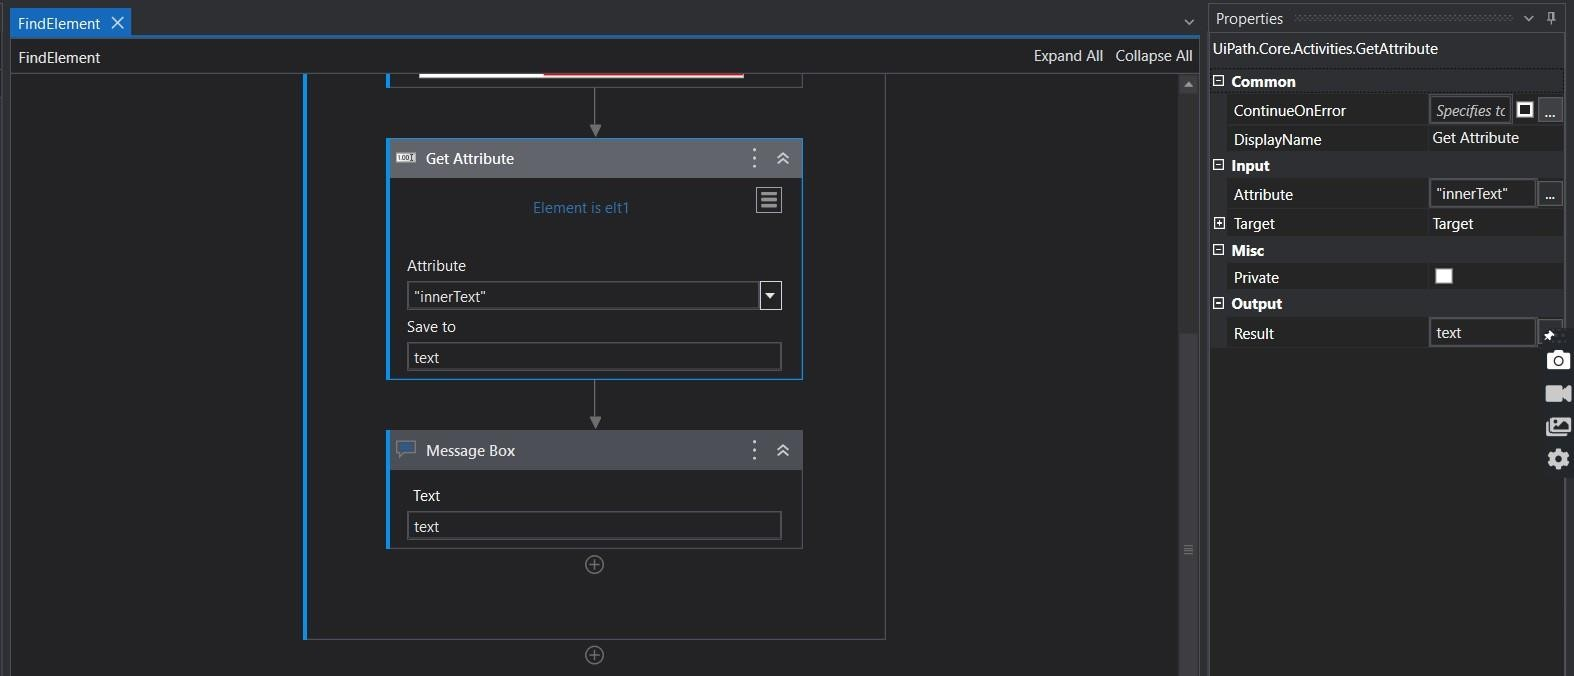 FindElement
FindElement
Expand All Collapse All
Get Attribute
Element is elt1
Attribute
"innerText"
Save to
text
Message Box
Text
text
Properties
UiPath.Core.Activities.GetAttribute
Common
ContinueOnError Specifies tc ...
DisplayName Get Attribute
Input
Attribute "innerText" ...
Target Target
Misc
Private
Output
Result text